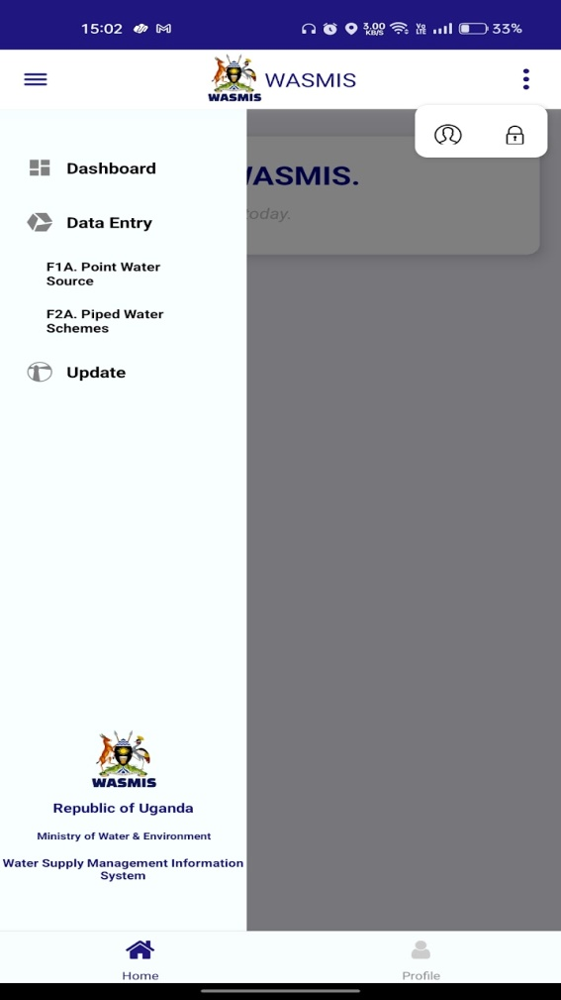 15:02
3.00
KB/S
Vo
LTE
33%
WASMIS
WASMIS
Dashboard
WASMIS.
today.
Data Entry
F1A. Point Water
Source
F2A. Piped Water
Schemes
Update
WASMIS
Republic of Uganda
Ministry of Water & Environment
Water Supply Management Information
System
Home
Profile